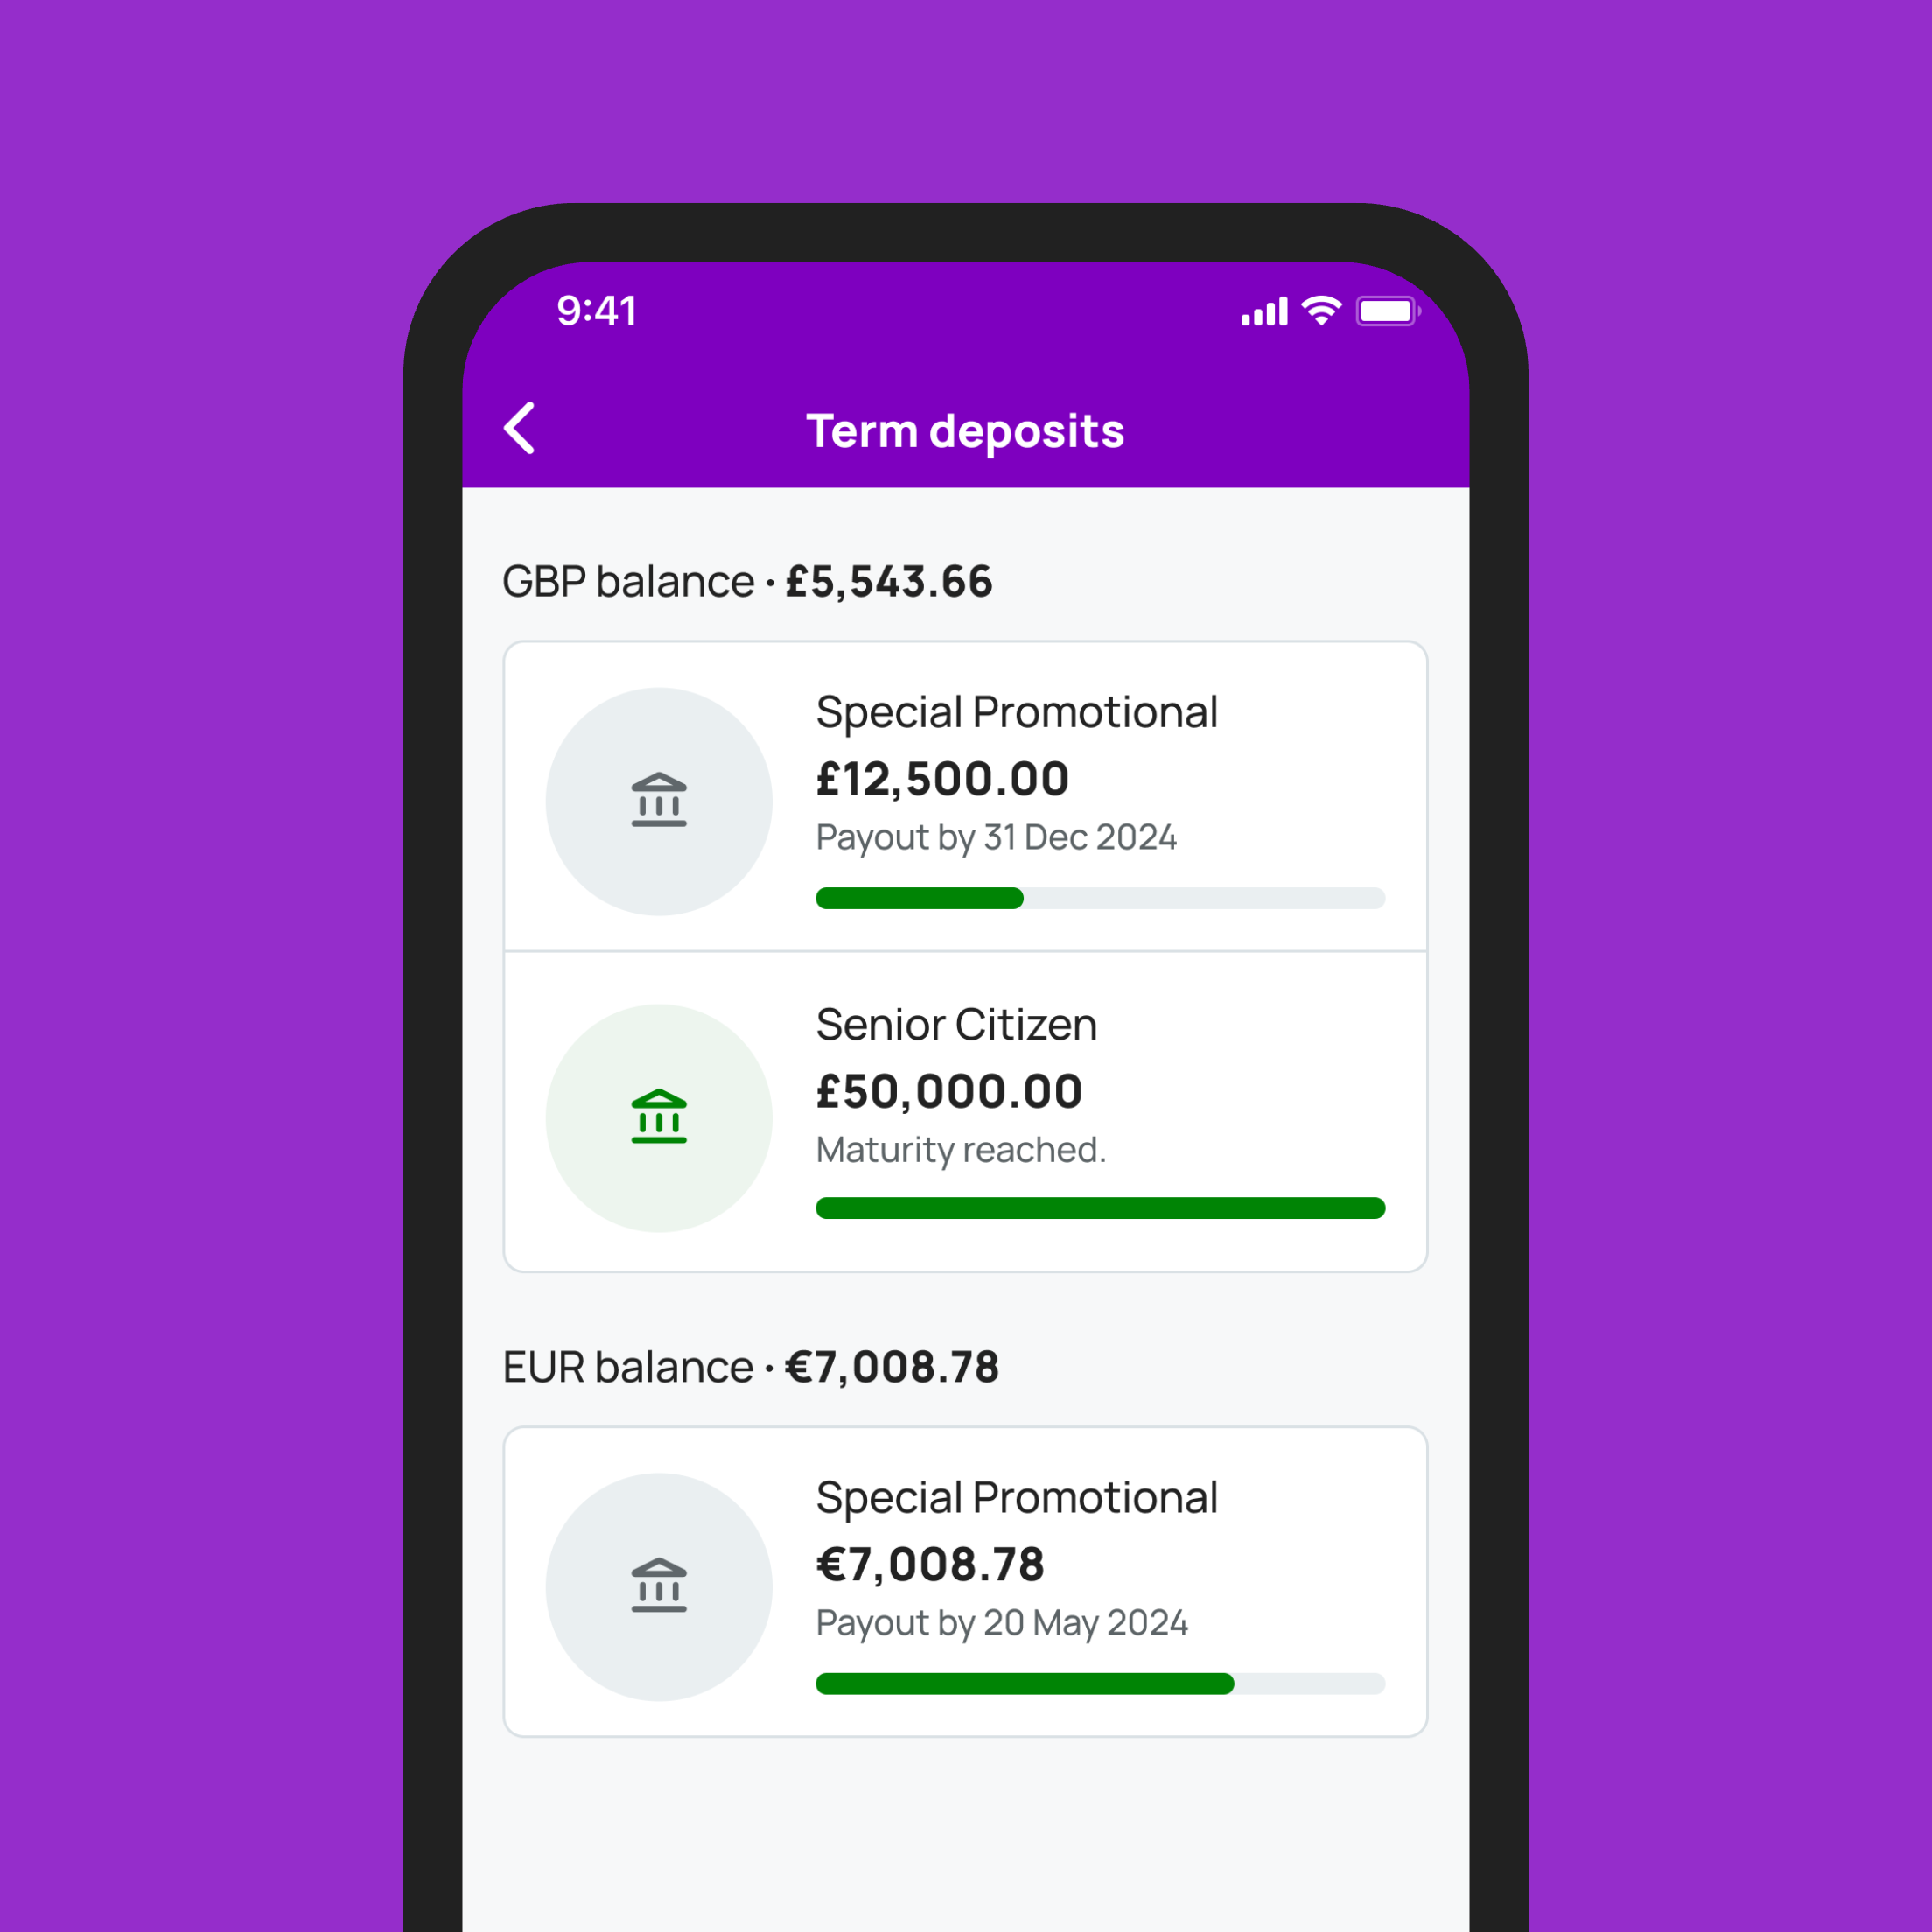 9:41
Term deposits
GBP balance · £5,543.66
Special Promotional
£12,500.00
Payout by 31 Dec 2024
Senior Citizen
£50,000.00
Maturity reached.
EUR balance · €7,008.78
Special Promotional
€7,008.78
Payout by 20 May 2024